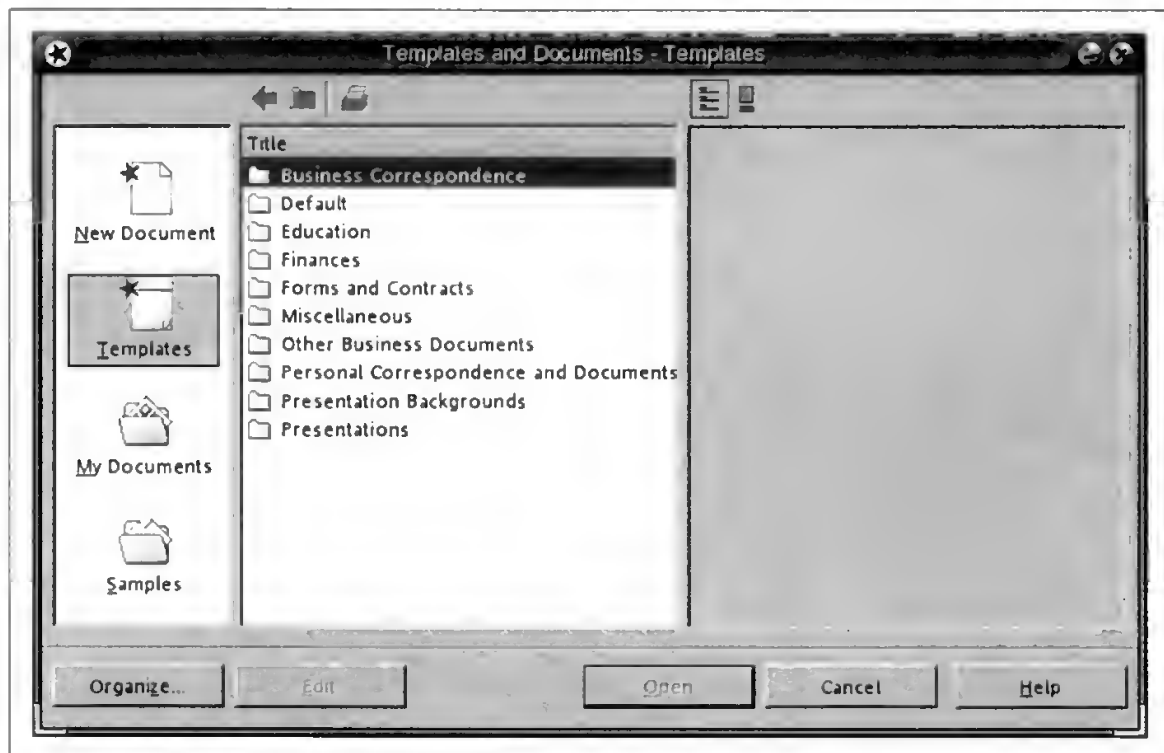 Templates and Documents - Templates
Title
New Document
Templates
My Documents
Samples
Business Correspondence
Default
Education
Finances
Forms and Contracts
Miscellaneous
Other Business Documents
Personal Correspondence and Documents
Presentation Backgrounds
Presentations
Organize...
Edit
Open
Cancel
Help